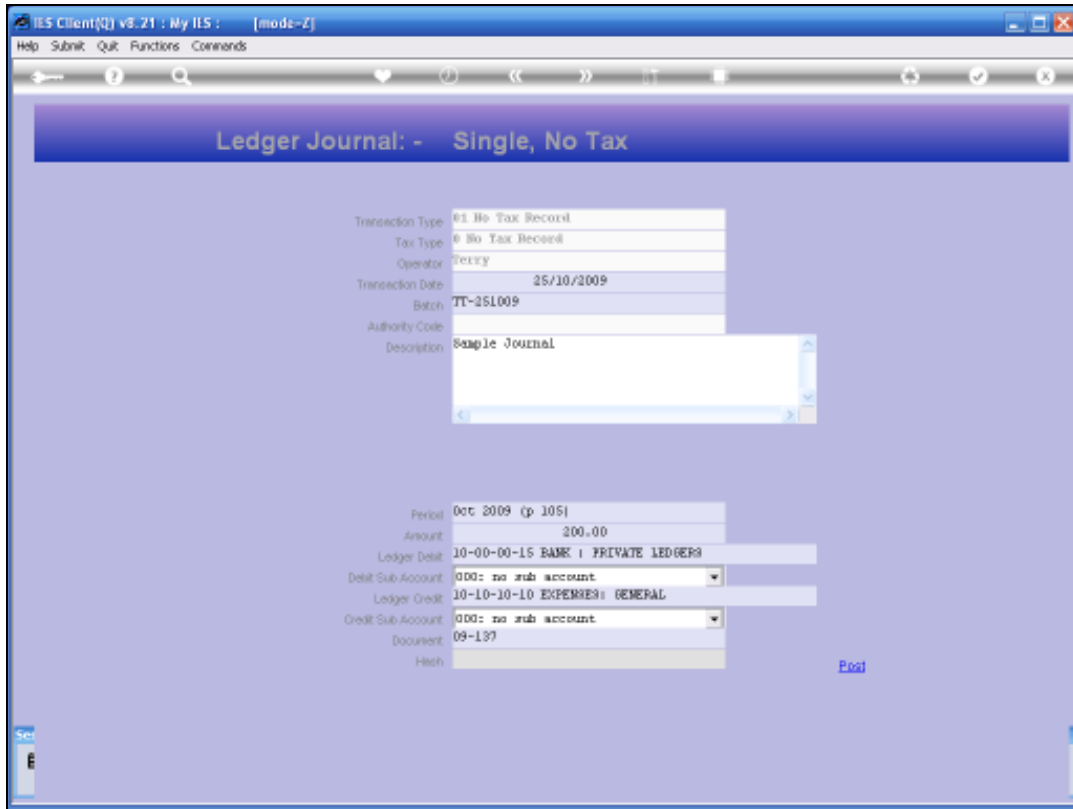 IES Client(Q) v8.21 : My IES : [mode-Z]
Help Submit Quit Functions Commands
Ledger Journal: - Single, No Tax
Transaction Type 01 No Tax Record
Tax Type 0 No Tax Record
Operator Terry
Transaction Date 25/10/2009
Batch TT-251009
Authority Code
Description Sample Journal
Period Oct 2009 (p 105)
Amount 200.00
Ledger Debit 10-00-00-15 BANK : PRIVATE LEDGERS
Debit Sub Account 000: no sub account
Ledger Credit 10-10-10-10 EXPENSES: GENERAL
Credit Sub Account 000: no sub account
Document 09-137
Hash
Post